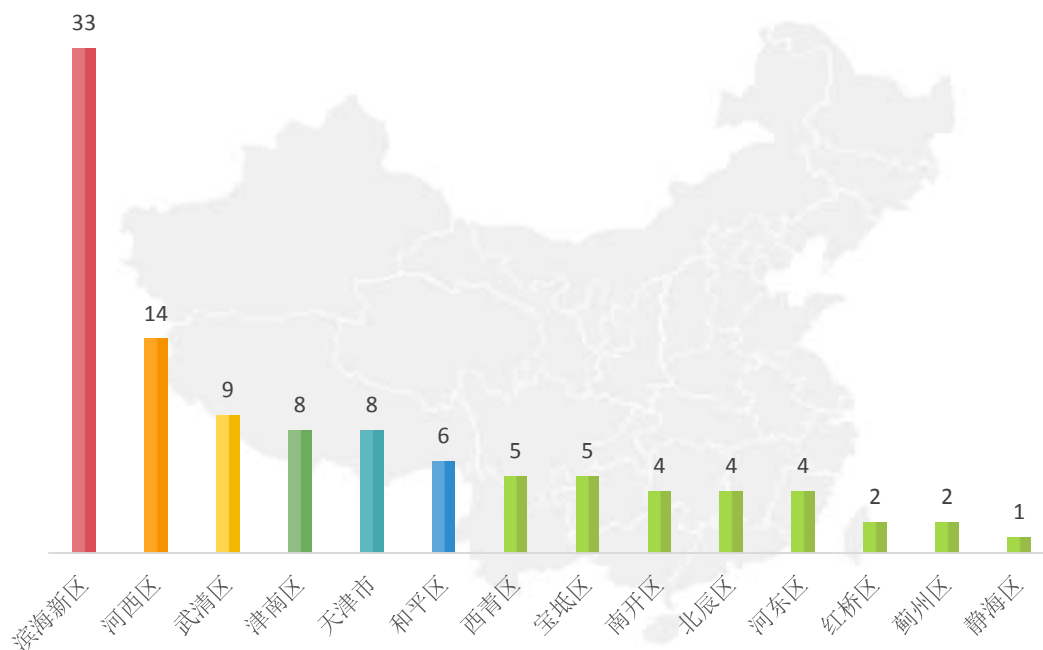 33
14
9
8
8
6
5
5
4
4
4
2
2
1
滨海新区
河西区
武清区
津南区
天津市
和平区
西青区
宝坻区
南开区
北辰区
河东区
红桥区
蓟州区
静海区